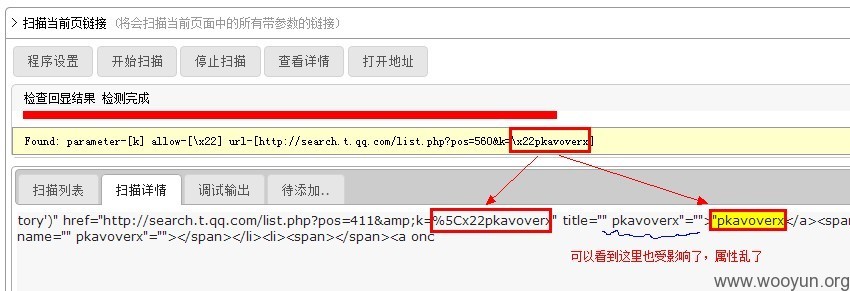 > 扫描当前页链接 (将会扫描当前页面中的所有带参数的链接)
程序设置 开始扫描 停止扫描 查看详情 打开地址
检查回显结果 检测完成
Found: parameter-[k] allow-[\x22] url-[http://search.t.qq.com/list.php?pos=560&k=\x22pkavoverx]
扫描列表 扫描详情 调试输出 待添加..
tory')" href="http://search.t.qq.com/list.php?pos=411&amp;k=%5Cx22pkavoverx" title="" pkavoverx"="">"pkavoverx</a><span
name="" pkavoverx"=""></span></li><li><span></span><a onc
可以看到这里也受影响了，属性乱了
www.wooyun.org